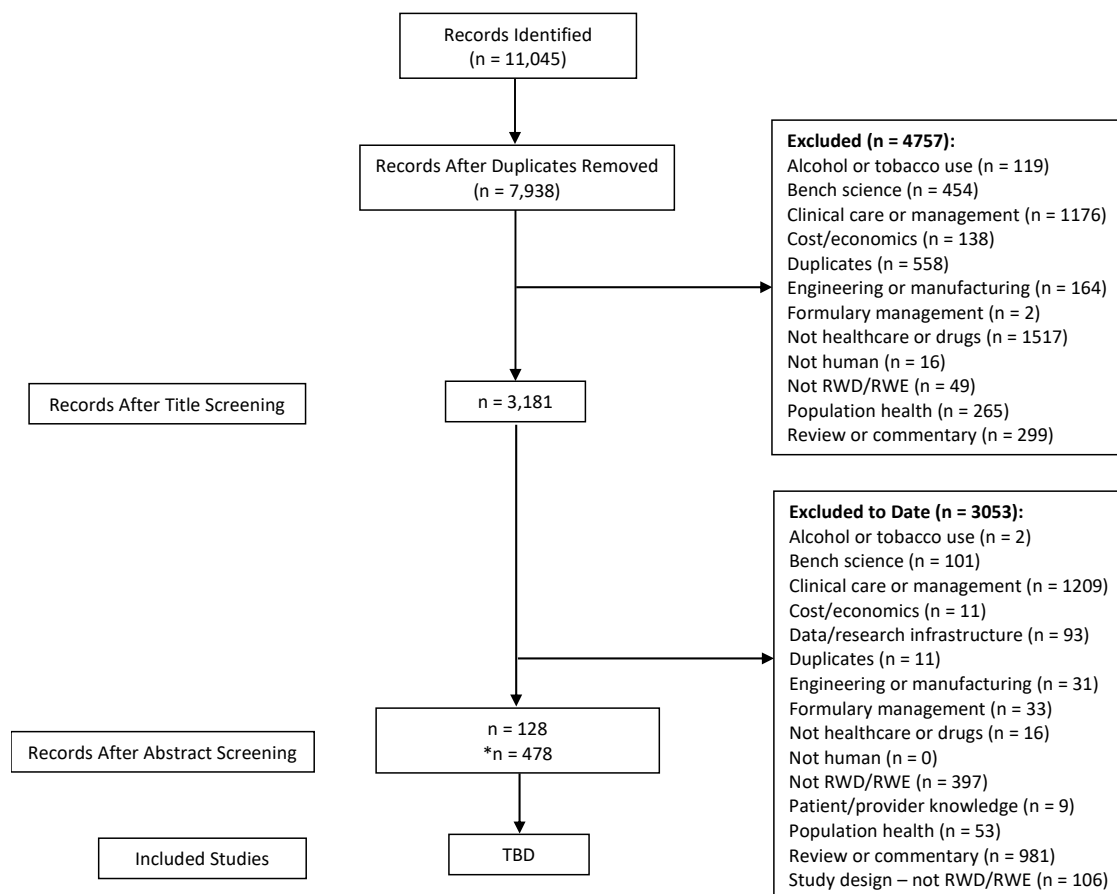 Records Identified
(n = 11,045)
Records After Duplicates Removed
(n = 7,938)
Excluded (n = 4757):
Alcohol or tobacco use (n = 119)
Bench science (n = 454)
Clinical care or management (n = 1176)
Cost/economics (n = 138)
Duplicates (n = 558)
Engineering or manufacturing (n = 164)
Formulary management (n = 2)
Not healthcare or drugs (n = 1517)
Not human (n = 16)
Not RWD/RWE (n = 49)
Population health (n = 265)
Review or commentary (n = 299)
Records After Title Screening
n = 3,181
Excluded to Date (n = 3053):
Alcohol or tobacco use (n = 2)
Bench science (n = 101)
Clinical care or management (n = 1209)
Cost/economics (n = 11)
Data/research infrastructure (n = 93)
Duplicates (n = 11)
Engineering or manufacturing (n = 31)
Formulary management (n = 33)
Not healthcare or drugs (n = 16)
Not human (n = 0)
Not RWD/RWE (n = 397)
Patient/provider knowledge (n = 9)
Population health (n = 53)
Review or commentary (n = 981)
Study design – not RWD/RWE (n = 106)
Records After Abstract Screening
n = 128
*n = 478
Included Studies
TBD